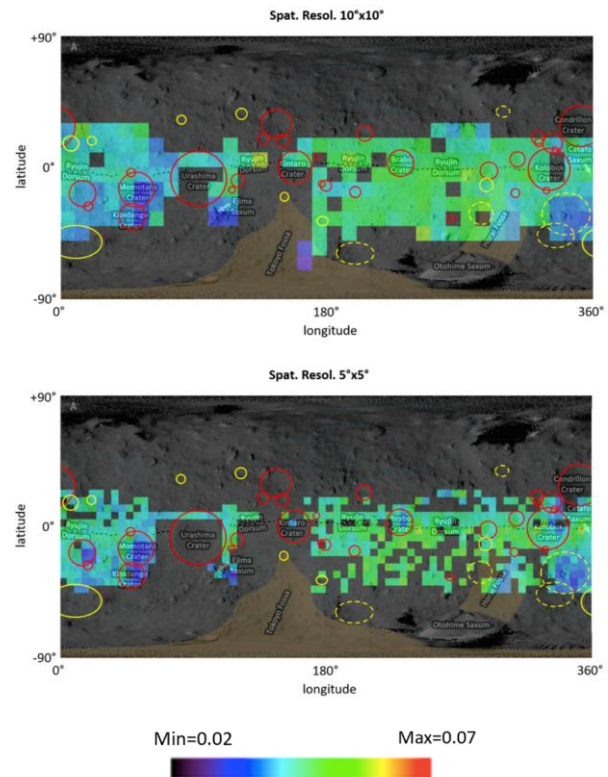 Spat. Resol. 10°x10°
A
+90°
latitude
0°
-90°
Cendrillon
Crater
Ryujin
Dorsum
Urashima
Crater
Ryujin
Dorsum
Kintaro
Crater
Ryujin
Dorsum
Brabo
Crater
Ryujin
Dorsum
Kolobok
Crater
Catafo
Saxum
Momotaro
Crater
Kibidango
Crater
Ejima
Saxum
Tokoyo Fossa
Horai Fossa
Otohime Saxum
0°
180°
360°
longitude
Spat. Resol. 5°x5°
A
+90°
latitude
0°
-90°
Cendrillon
Crater
Ryujin
Dorsum
Urashima
Crater
Ryujin
Dorsum
Kintaro
Crater
Ryujin
Dorsum
Brabo
Crater
Ryujin
Dorsum
Kolobok
Crater
Catafo
Saxum
Momotaro
Crater
Kibidango
Crater
Ejima
Saxum
Tokoyo Fossa
Horai Fossa
Otohime Saxum
0°
180°
360°
longitude
Min=0.02
Max=0.07